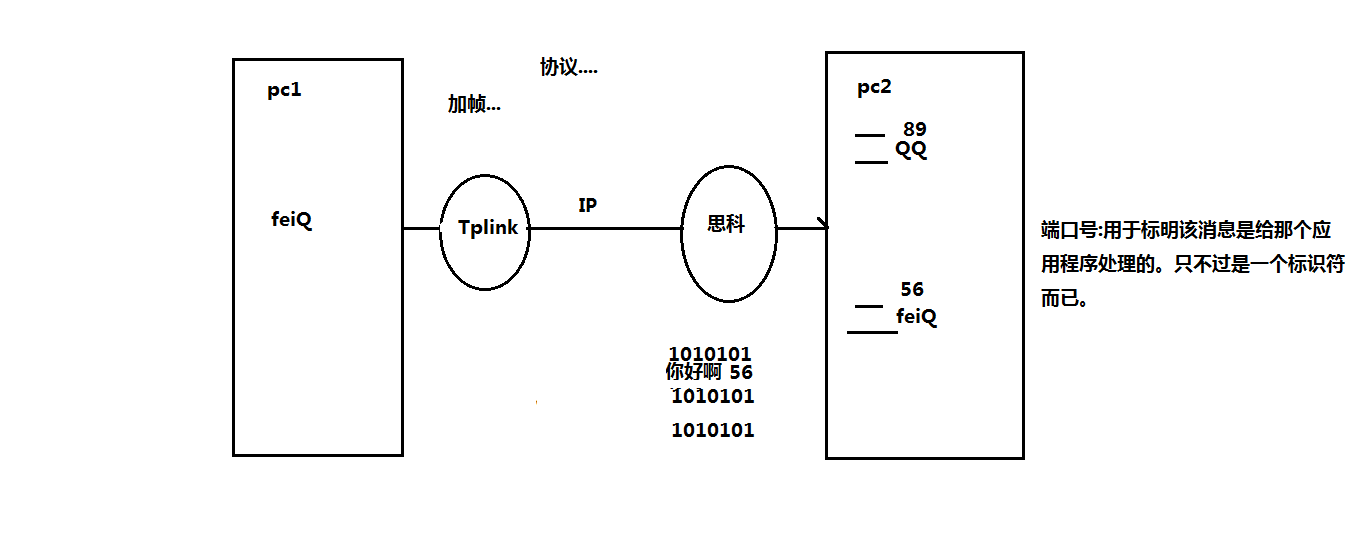 协议....
加帧...
pc1
feiQ
Tplink
IP
思科
1010101
你好啊 56
1010101
1010101
pc2
89
QQ
56
feiQ
端口号:用于标明该消息是给那个应
用程序处理的。只不过是一个标识符
而已。